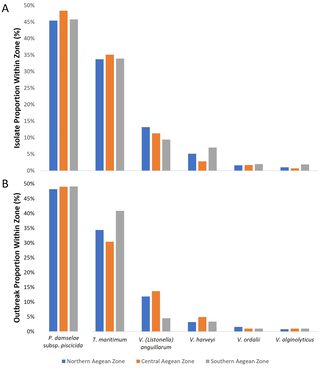 A
Isolate Proportion Within Zone (%)
50%
45%
40%
35%
30%
25%
20%
15%
10%
5%
0%
B
Outbreak Proportion Within Zone (%)
50%
45%
40%
35%
30%
25%
20%
15%
10%
5%
0%
P. damselae
subsp. piscicida
T. maritimum
V. (Listonella)
anguillarum
V. harveyi
V. ordalii
V. alginolyticus
Northern Aegean Zone
Central Aegean Zone
Southern Aegean Zone